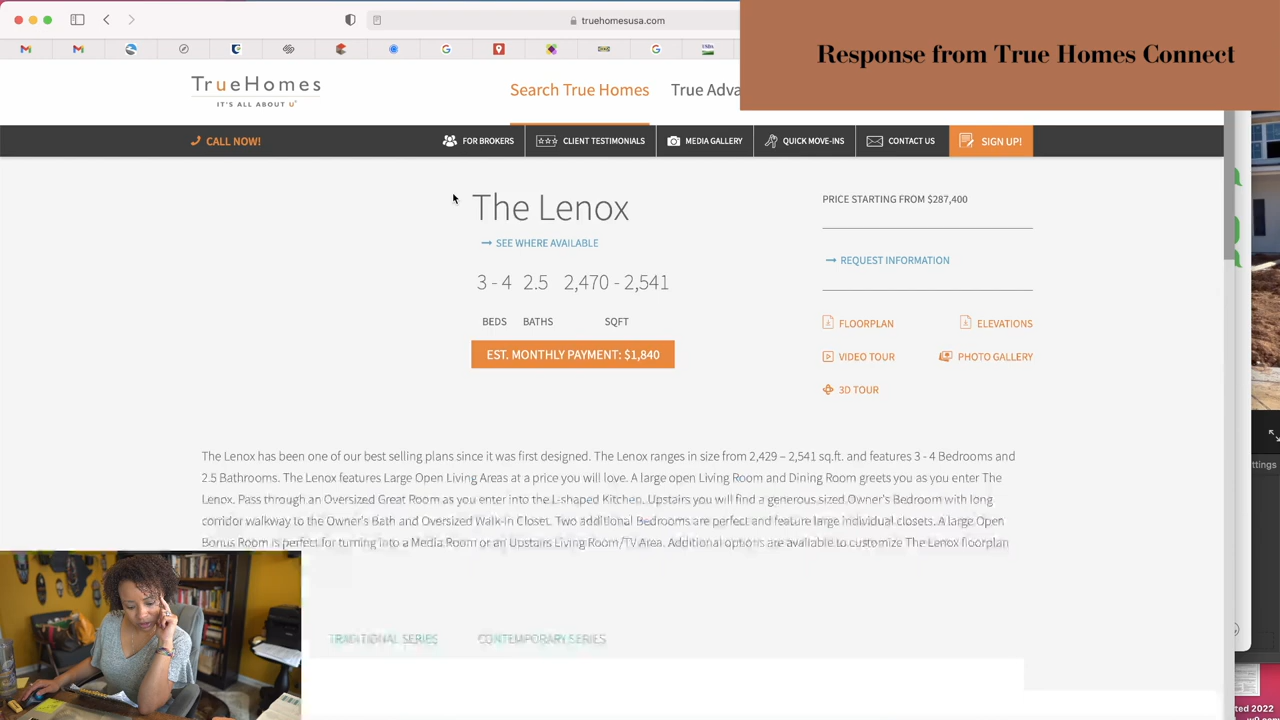 truehomesusa.com
Response from True Homes Connect
TrueHomes
IT'S ALL ABOUT U
Search True Homes
True Adva
CALL NOW!
FOR BROKERS
CLIENT TESTIMONIALS
MEDIA GALLERY
QUICK MOVE-INS
CONTACT US
SIGN UP!
The Lenox
PRICE STARTING FROM $287,400
SEE WHERE AVAILABLE
REQUEST INFORMATION
3 - 4 2.5 2,470 - 2,541
BEDS BATHS SQFT
EST. MONTHLY PAYMENT: $1,840
FLOORPLAN
ELEVATIONS
VIDEO TOUR
PHOTO GALLERY
3D TOUR
The Lenox has been one of our best selling plans since it was first designed. The Lenox ranges in size from 2,429 – 2,541 sq.ft. and features 3 - 4 Bedrooms and
2.5 Bathrooms. The Lenox features Large Open Living Areas at a price you will love. A large open Living Room and Dining Room greets you as you enter The
Lenox. Pass through an Oversized Great Room as you enter into the L-shaped Kitchen. Upstairs you will find a generous sized Owner's Bedroom with long
corridor walkway to the Owner's Bath and Oversized Walk-in Closet. Two additional Bedrooms are perfect and feature large individual closets. A large Open
Bonus Room is perfect for turning into a Media Room or an Upstairs Living Room/TV Area. Additional options are available to customize The Lenox floorplan
TRADITIONAL SERIES
CONTEMPORARY SERIES
ttings
ted 2022